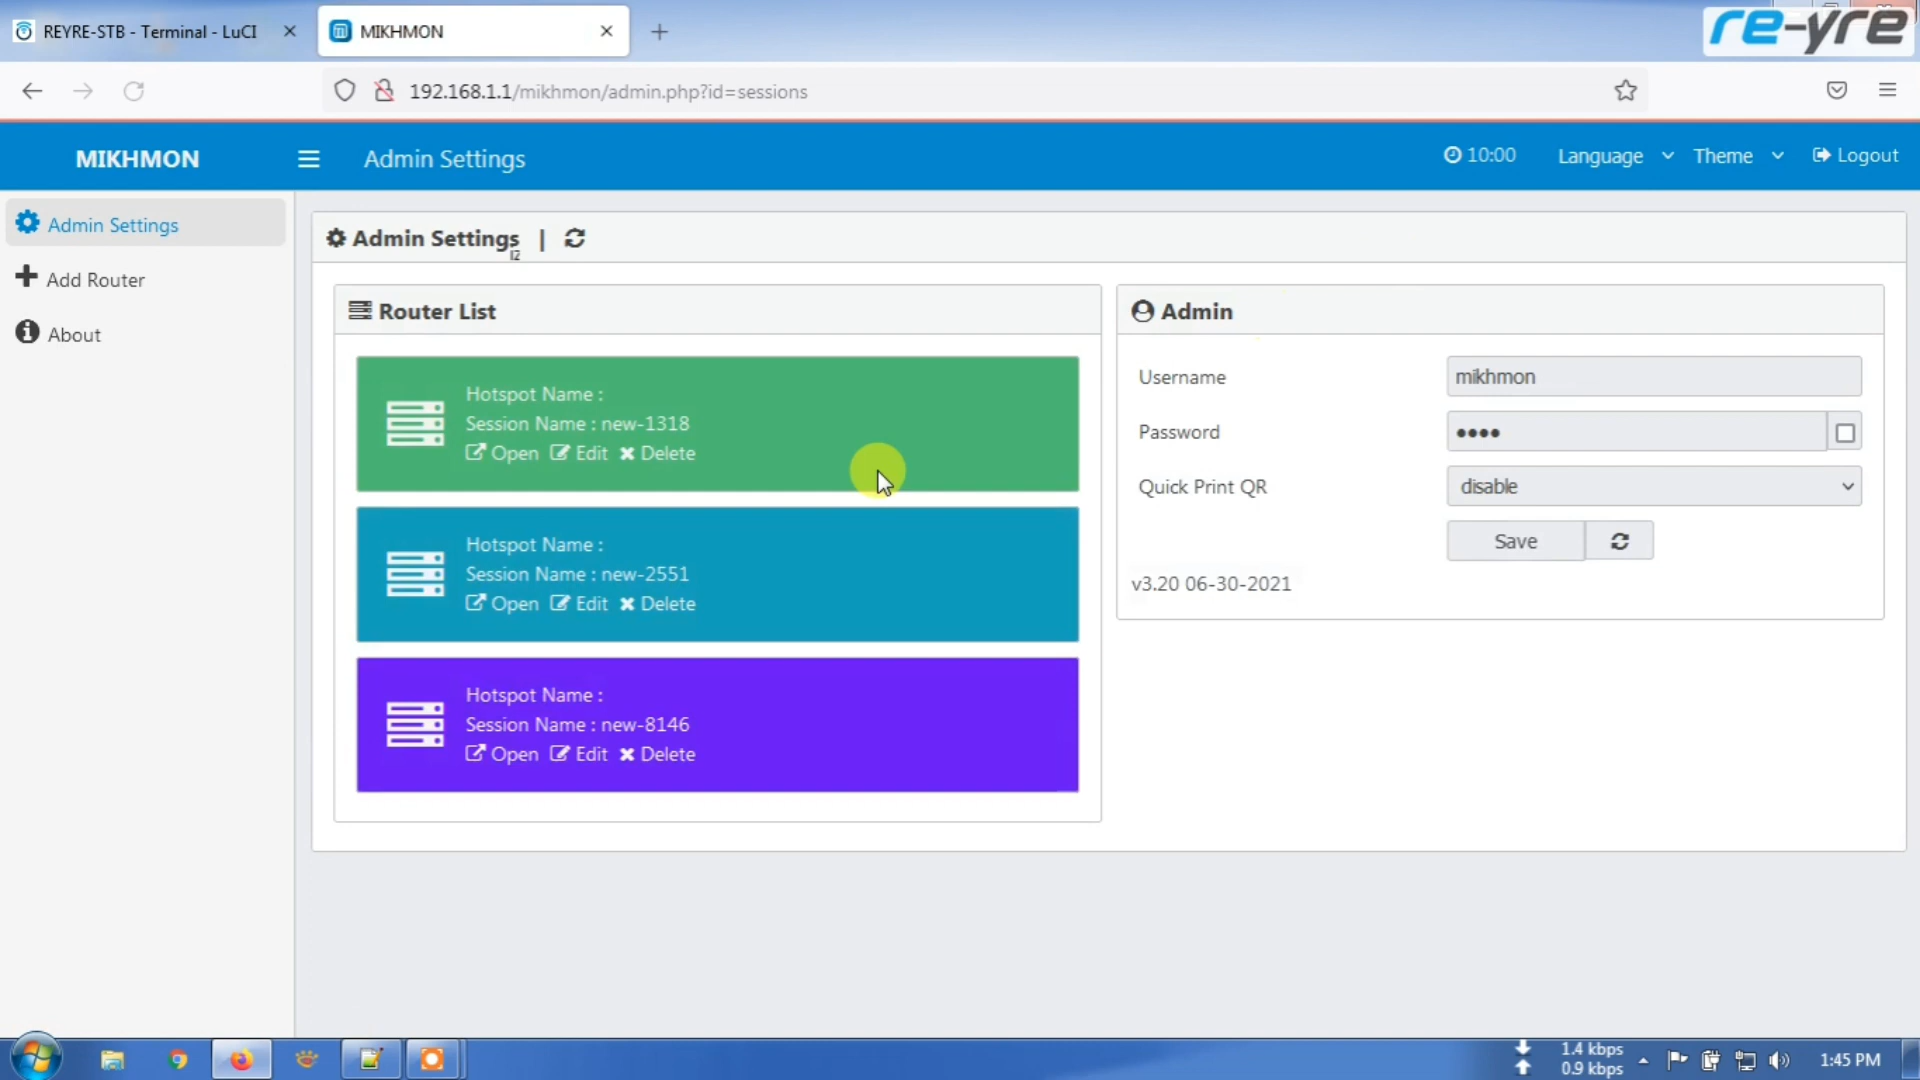 REYRE-STB - Terminal - LuCI
MIKHMON
re-yre
192.168.1.1/mikhmon/admin.php?id=sessions
MIKHMON
Admin Settings
10:00
Language
Theme
Logout
Admin Settings
Add Router
About
Admin Settings |
Router List
Hotspot Name :
Session Name : new-1318
Open Edit Delete
Hotspot Name :
Session Name : new-2551
Open Edit Delete
Hotspot Name :
Session Name : new-8146
Open Edit Delete
Admin
Username mikhmon
Password ••••
Quick Print QR disable
Save
v3.20 06-30-2021
1.4 kbps
0.9 kbps
1:45 PM